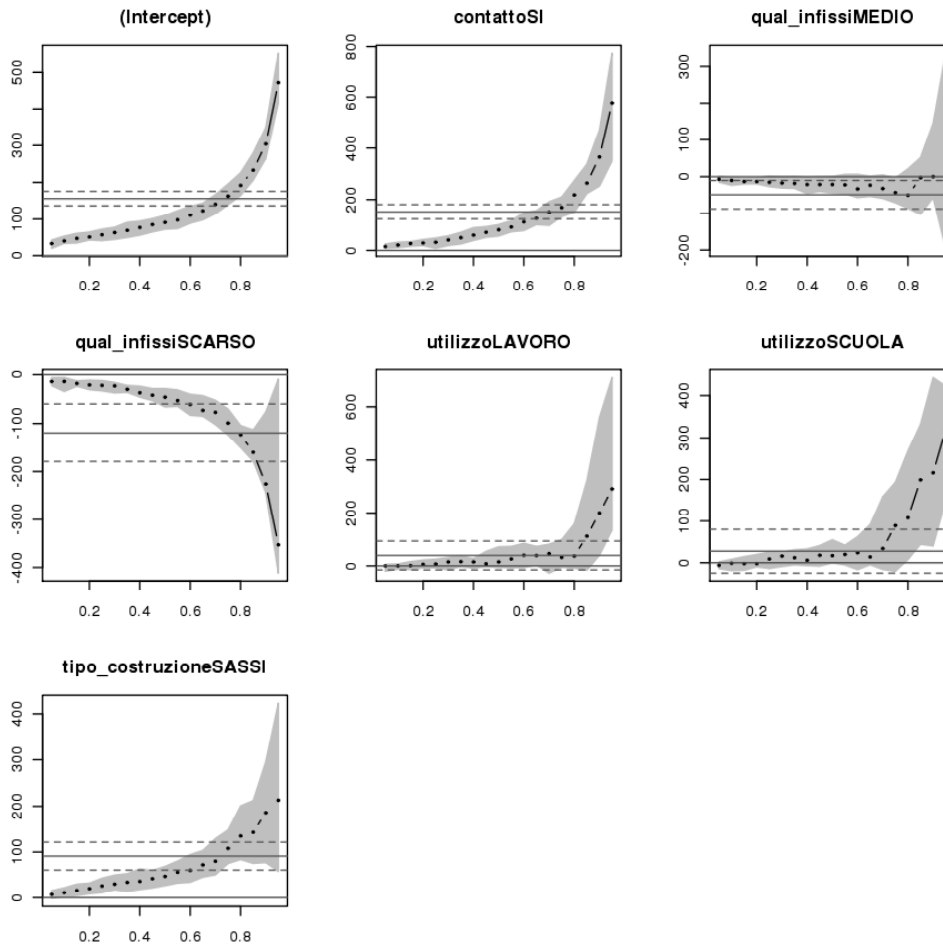 (Intercept)
contattoSI
qual_infissiMEDIO
500
300
100
0
0.2 0.4 0.6 0.8
800
600
400
200
0
0.2 0.4 0.6 0.8
300
100
0
-200
0.2 0.4 0.6 0.8
qual_infissiSCARSO
utilizzoLAVORO
utilizzoSCUOLA
0
-100
-200
-300
-400
0.2 0.4 0.6 0.8
600
400
200
0
0.2 0.4 0.6 0.8
400
300
200
100
0
0.2 0.4 0.6 0.8
tipo_costruzioneSASSI
400
300
200
100
0
0.2 0.4 0.6 0.8